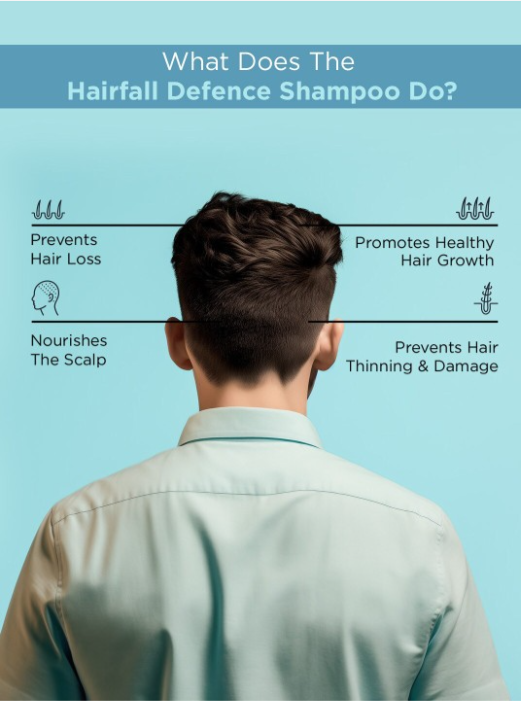 What Does The
Hairfall Defence Shampoo Do?
Prevents
Hair Loss
Promotes Healthy
Hair Growth
Nourishes
The Scalp
Prevents Hair
Thinning & Damage